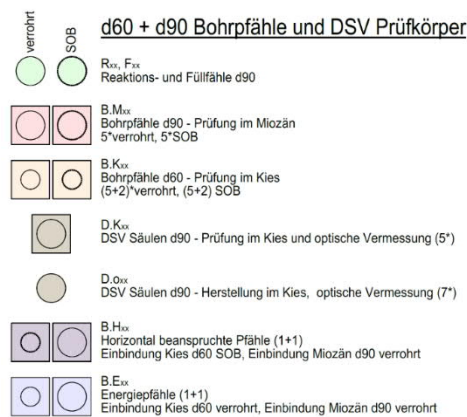 verrohrt
SOB
d60 + d90 Bohrpfähle und DSV Prüfkörper
Rxx, Fxx
Reaktions- und Füllfähle d90
B.Mxx
Bohrpfähle d90 - Prüfung im Miozän
5*verrohrt, 5*SOB
B.Kxx
Bohrpfähle d60 - Prüfung im Kies
(5+2)*verrohrt, (5+2) SOB
D.Kxx
DSV Säulen d90 - Prüfung im Kies und optische Vermessung (5*)
D.oxx
DSV Säulen d90 - Herstellung im Kies, optische Vermessung (7*)
B.Hxx
Horizontal beanspruchte Pfähle (1+1)
Einbindung Kies d60 SOB, Einbindung Miozän d90 verrohrt
B.Exx
Energiepfähle (1+1)
Einbindung Kies d60 verrohrt, Einbindung Miozän d90 verrohrt